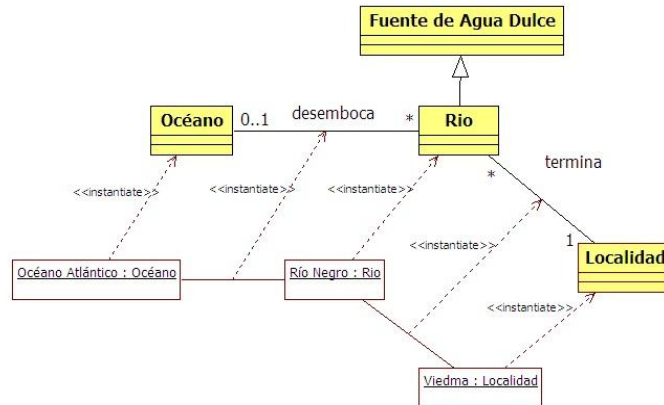 Fuente de Agua Dulce
Océano
0..1
desemboca
*
Rio
termina
*
<<instantiate>>
<<instantiate>>
<<instantiate>>
<<instantiate>>
1
Localidad
Océano Atlántico : Océano
Río Negro : Rio
<<instantiate>>
Viedma : Localidad